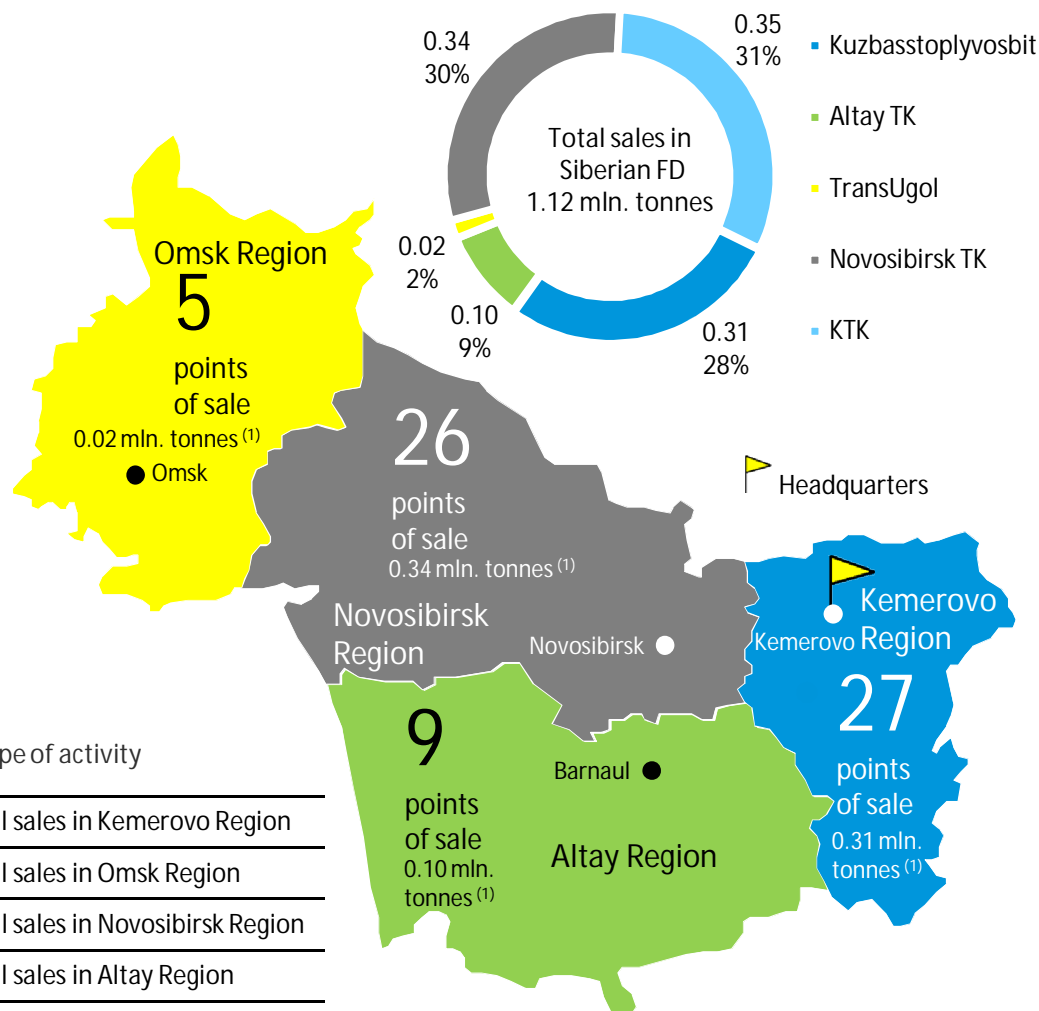 0.34
30%
0.35
31%
Total sales in
Siberian FD
1.12 mln. tonnes
0.02
2%
0.10
9%
0.31
28%
Kuzbasstoplyvosbit
Altay TK
TransUgol
Novosibirsk TK
KTK
Omsk Region
5
points
of sale
0.02 mln. tonnes (1)
Omsk
26
points
of sale
0.34 mln. tonnes (1)
Novosibirsk
Region
Novosibirsk
Headquarters
Kemerovo
Region
Kemerovo
27
points
of sale
0.31 mln.
tonnes (1)
9
points
of sale
0.10 mln.
tonnes (1)
Barnaul
Altay Region
pe of activity
l sales in Kemerovo Region
l sales in Omsk Region
l sales in Novosibirsk Region
l sales in Altay Region